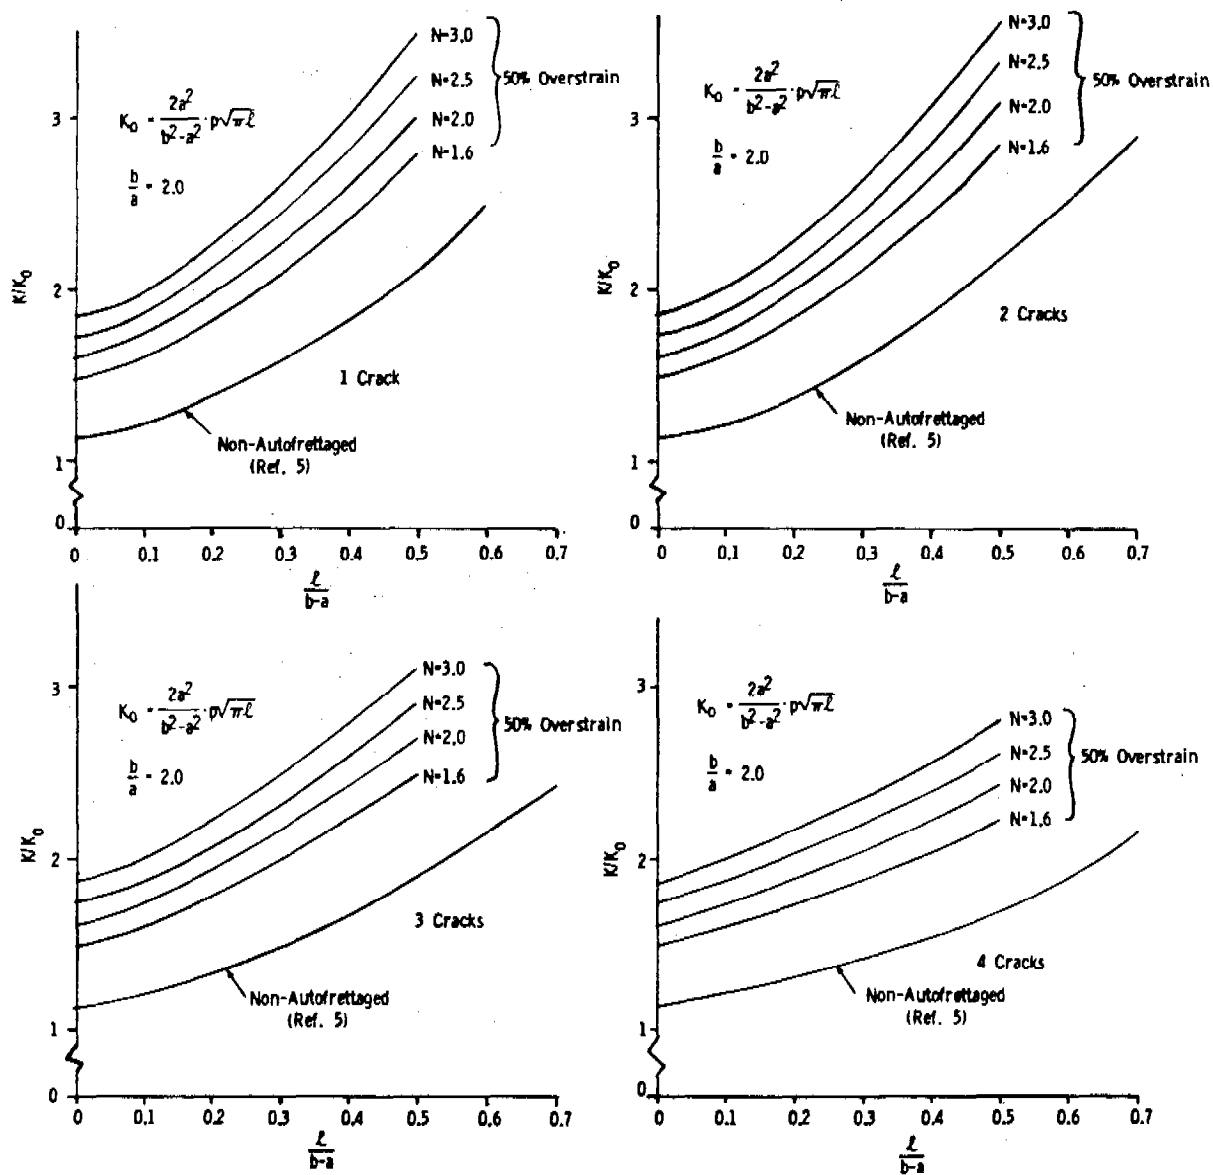 N=3.0
N=2.5
N=2.0
N=1.6
50% Overstrain
K₀ = 2a²/b²-a² · p√πℓ
b/a = 2.0
3
2
1
0
K/K₀
1 Crack
Non-Autofrettaged
(Ref. 5)
0 0.1 0.2 0.3 0.4 0.5 0.6 0.7
ℓ/b-a
N=3.0
N=2.5
N=2.0
N=1.6
50% Overstrain
K₀ = 2a²/b²-a² · p√πℓ
b/a = 2.0
3
2
1
0
K/K₀
2 Cracks
Non-Autofrettaged
(Ref. 5)
0 0.1 0.2 0.3 0.4 0.5 0.6 0.7
ℓ/b-a
N=3.0
N=2.5
N=2.0
N=1.6
50% Overstrain
K₀ = 2a²/b²-a² · p√πℓ
b/a = 2.0
3
2
1
0
K/K₀
3 Cracks
Non-Autofrettaged
(Ref. 5)
0 0.1 0.2 0.3 0.4 0.5 0.6 0.7
ℓ/b-a
N=3.0
N=2.5
N=2.0
N=1.6
50% Overstrain
K₀ = 2a²/b²-a² · p√πℓ
b/a = 2.0
3
2
1
0
K/K₀
4 Cracks
Non-Autofrettaged
(Ref. 5)
0 0.1 0.2 0.3 0.4 0.5 0.6 0.7
ℓ/b-a